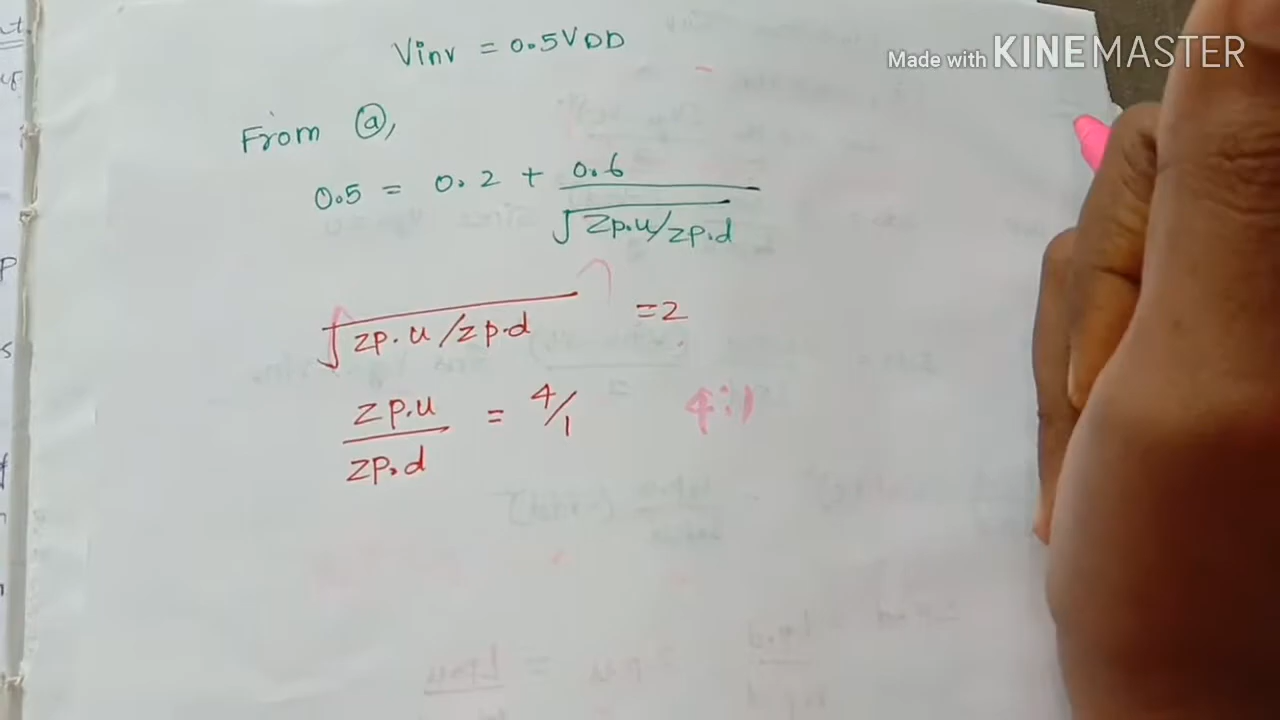 Vinv = 0.5VDD
Made with KINEMASTER
From ⓐ,
0.5 = 0.2 + 0.6 / √Zp.u/zp.d
√zp.u/zp.d = 2
zp.u / zp.d = 4/1 4:1